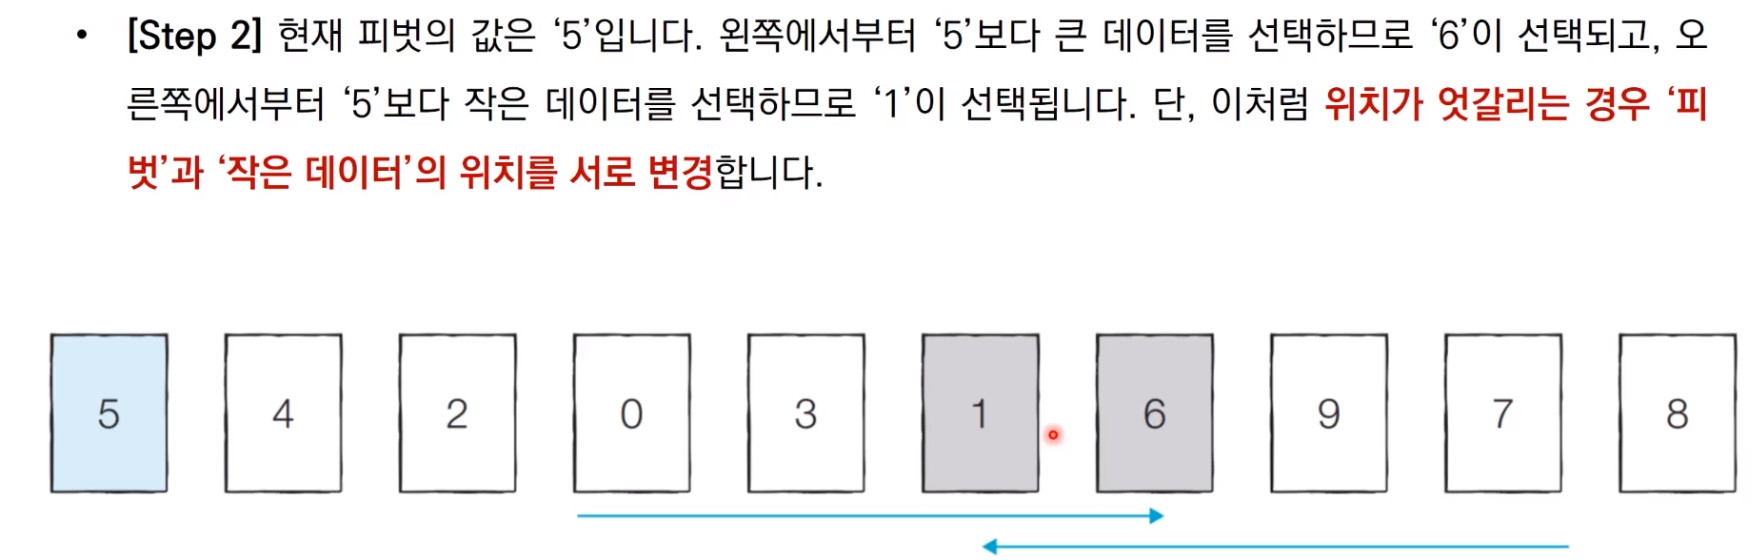 • [Step 2] 현재 피벗의 값은 ‘5’입니다. 왼쪽에서부터 ‘5’보다 큰 데이터를 선택하므로 ‘6’이 선택되고, 오
른쪽에서부터 ‘5’보다 작은 데이터를 선택하므로 ‘1’이 선택됩니다. 단, 이처럼 위치가 엇갈리는 경우 ‘피
벗’과 ‘작은 데이터’의 위치를 서로 변경합니다.
5 4 2 0 3 1 6 9 7 8